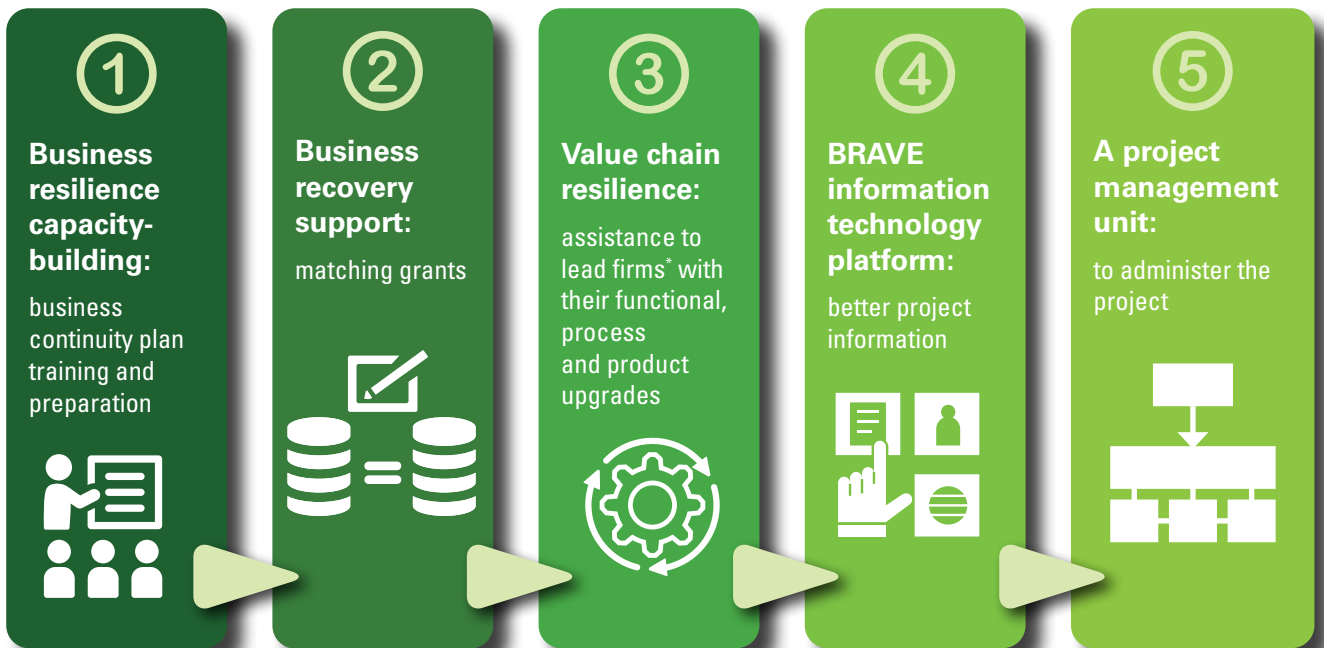 1
Business
resilience
capacity-
building:
business
continuity plan
training and
preparation
2
Business
recovery
support:
matching grants
3
Value chain
resilience:
assistance to
lead firms* with
their functional,
process
and product
upgrades
4
BRAVE
information
technology
platform:
better project
information
5
A project
management
unit:
to administer the
project